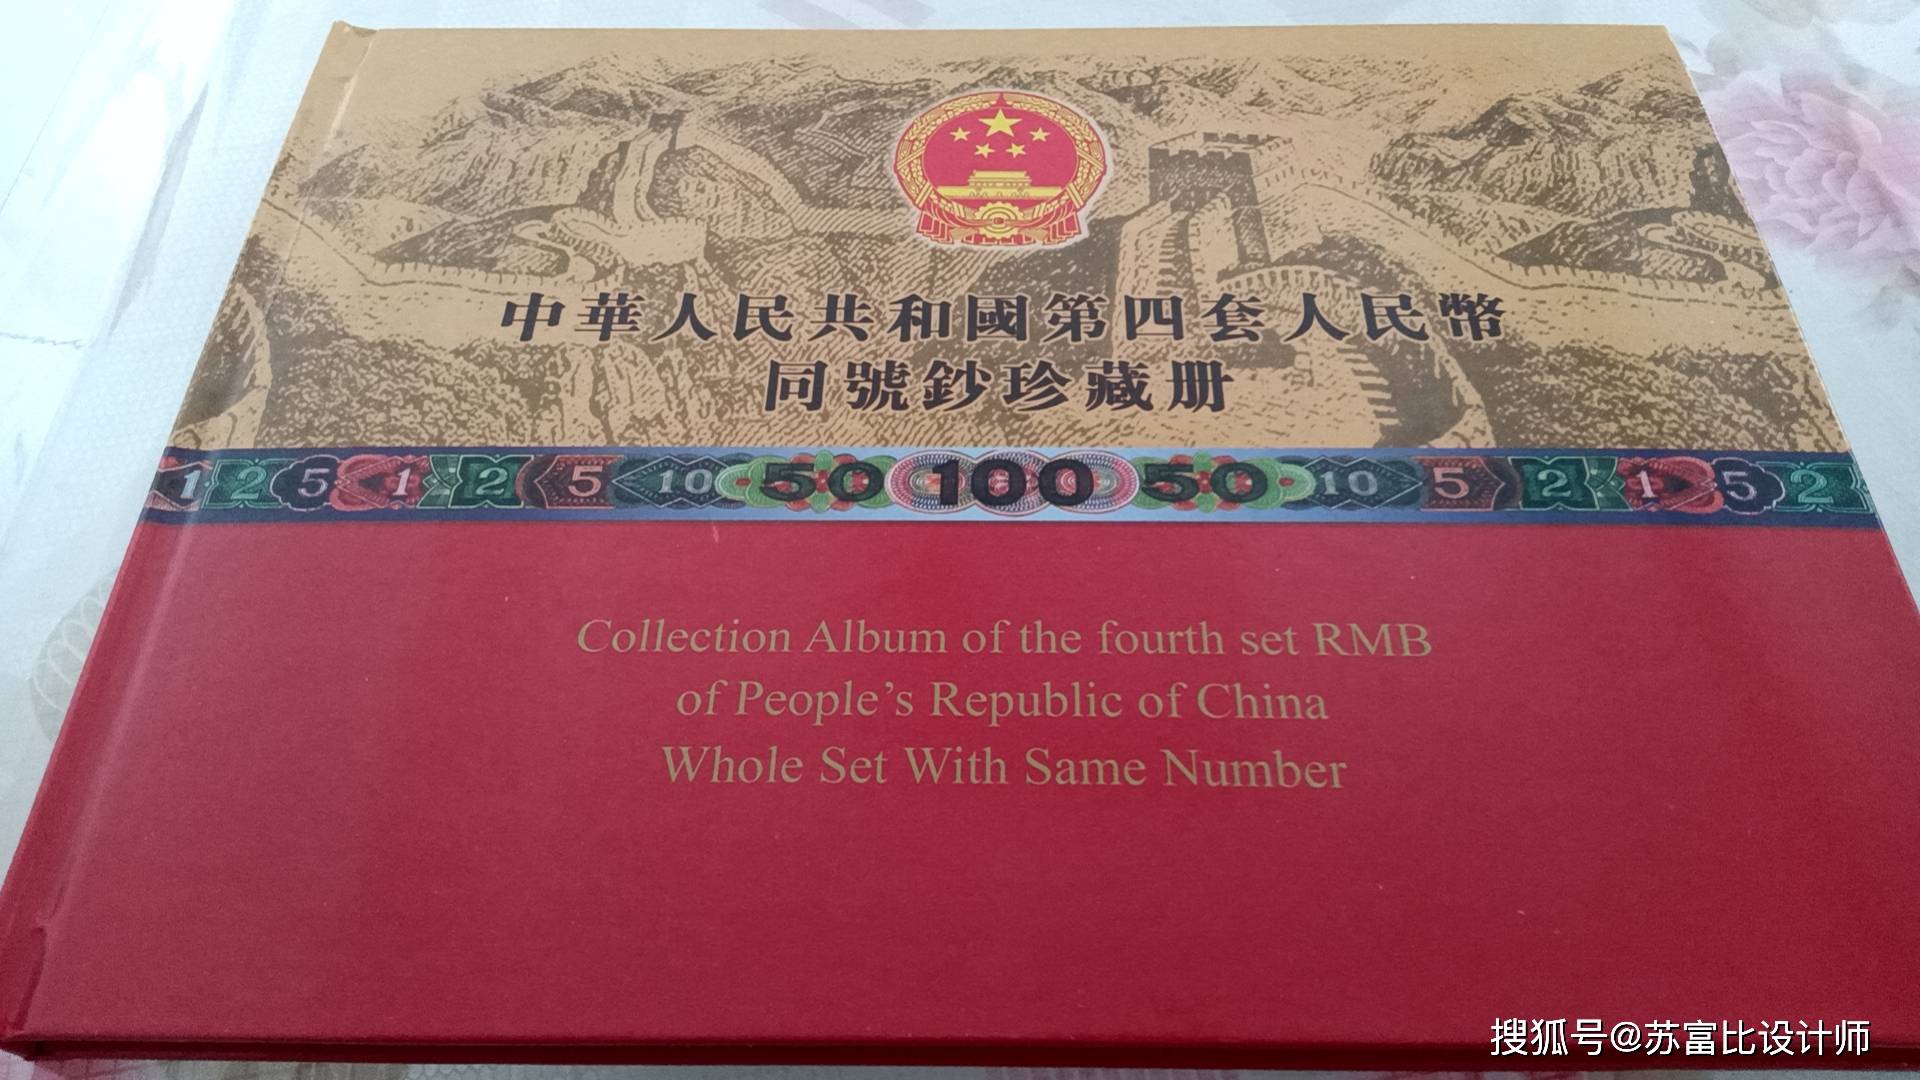 中華人民共和國第四套人民幣
同號鈔珍藏册
1 2 5 1 2 5 10 50 100 50 10 5 2 1 5 2
Collection Album of the fourth set RMB
of People's Republic of China
Whole Set With Same Number
搜狐号@苏富比设计师